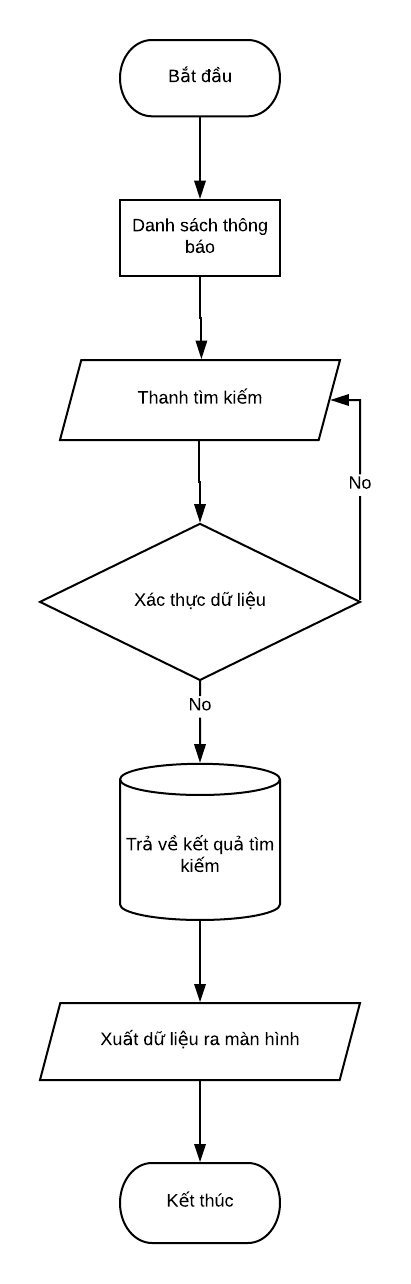 Bắt đầu
Danh sách thông
báo
Thanh tìm kiếm
No
Xác thực dữ liệu
No
Trả về kết quả tìm
kiếm
Xuất dữ liệu ra màn hình
Kết thúc